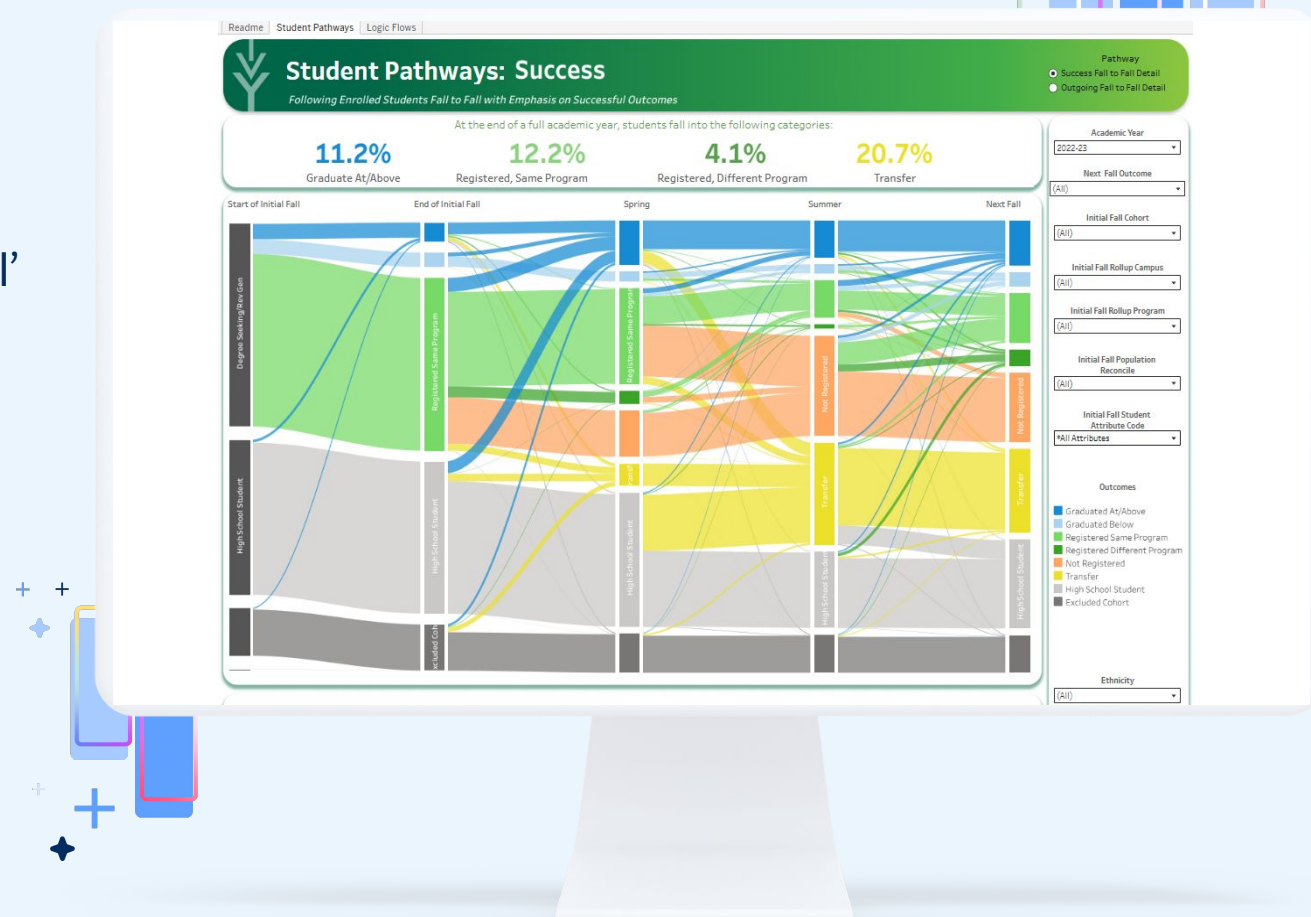 l’
Readme Student Pathways Logic Flows
Student Pathways: Success
Following Enrolled Students Fall to Fall with Emphasis on Successful Outcomes
Pathway
Success Fall to Fall Detail
Outgoing Fall to Fall Detail
At the end of a full academic year, students fall into the following categories:
11.2% 12.2% 4.1% 20.7%
Graduate At/Above Registered, Same Program Registered, Different Program Transfer
Start of Initial Fall End of Initial Fall Spring Summer Next Fall
Degree Seeking/Rev Gen
High School Student
Registered Same Program
High School Student
Excluded Coh
Registered Same Program
High School Student
Not Registered
Transfer
High School Student
Not Registered
Transfer
High School Student
Academic Year
2022-23
Next Fall Outcome
(All)
Initial Fall Cohort
(All)
Initial Fall Rollup Campus
(All)
Initial Fall Rollup Program
(All)
Initial Fall Population
Reconcile
(All)
Initial Fall Student
Attribute Code
*All Attributes
Outcomes
Graduated At/Above
Graduated Below
Registered Same Program
Registered Different Program
Not Registered
Transfer
High School Student
Excluded Cohort
Ethnicity
(All)